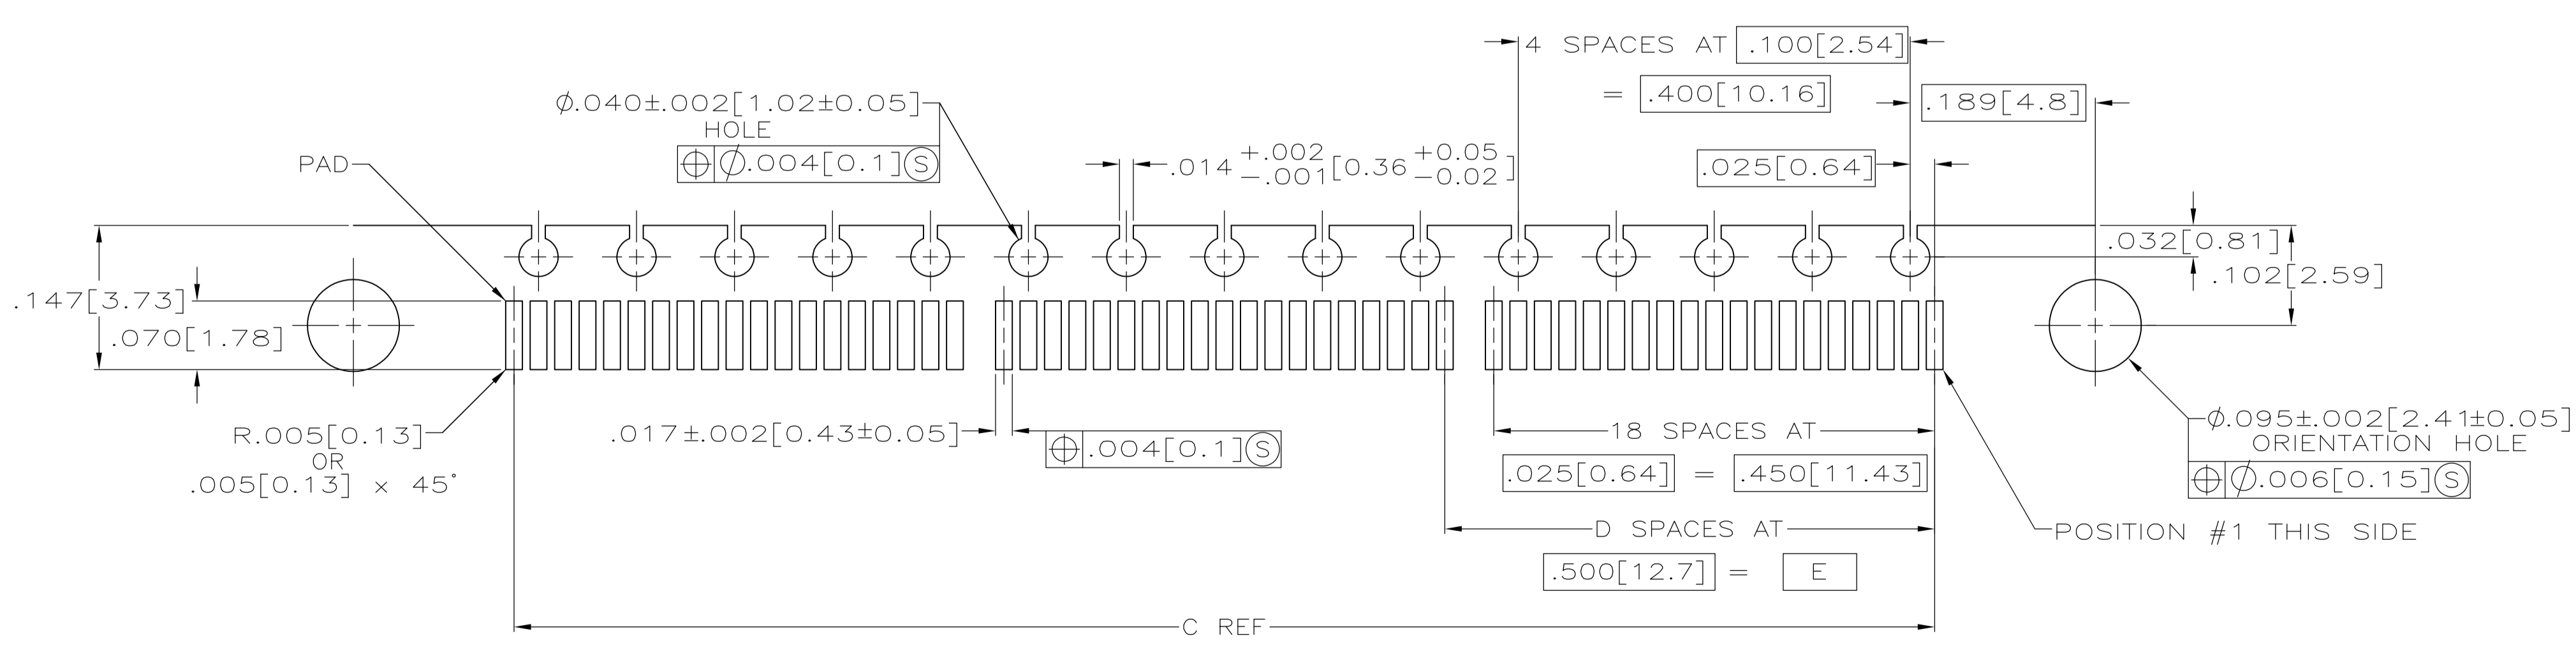 4 SPACES AT .100[2.54]
= .400[10.16]
.189[4.8]
⌀.040±.002[1.02±0.05]
HOLE
⌖ ⌀.004[0.1]Ⓢ
PAD
.014 +.002 -.001 [0.36 +0.05 -0.02]
.025[0.64]
.032[0.81]
.102[2.59]
.147[3.73]
.070[1.78]
R.005[0.13]
OR
.005[0.13] × 45°
.017±.002[0.43±0.05]
⌖ .004[0.1]Ⓢ
18 SPACES AT
.025[0.64] = .450[11.43]
⌀.095±.002[2.41±0.05]
ORIENTATION HOLE
⌖ ⌀.006[0.15]Ⓢ
D SPACES AT
.500[12.7] = E
POSITION #1 THIS SIDE
C REF